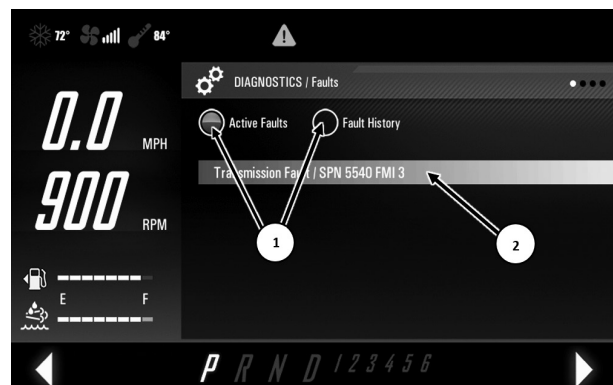 72° 84°
DIAGNOSTICS / Faults
0.0 MPH
Active Faults Fault History
Transmission Fault / SPN 5540 FMI 3
900 RPM
1 2
E F
P R N D 1 2 3 4 5 6